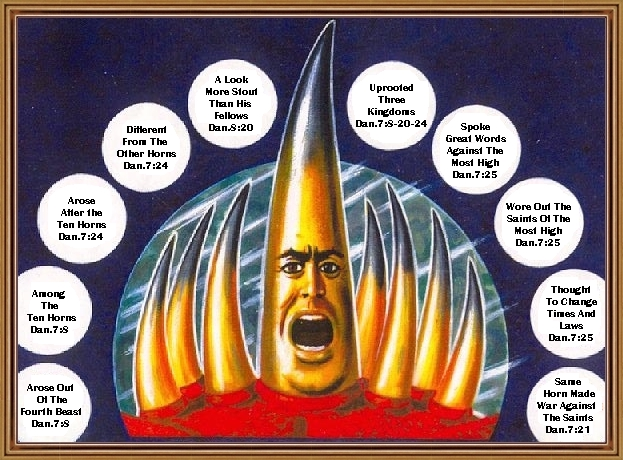 Arose Out
Of The
Fourth Beast
Dan.7:8
Among
The
Ten Horns
Dan.7:8
Arose
After the
Ten Horns
Dan.7:24
Different
From The
Other Horns
Dan.7:24
A Look
More Stout
Than His
Fellows
Dan.8:20
Uprooted
Three
Kingdoms
Dan.7:8-20-24
Spoke
Great Words
Against The
Most High
Dan.7:25
Wore Out The
Saints Of The
Most High
Dan.7:25
Thought
To Change
Times And
Laws
Dan.7:25
Same
Horn Made
War Against
The Saints
Dan.7:21